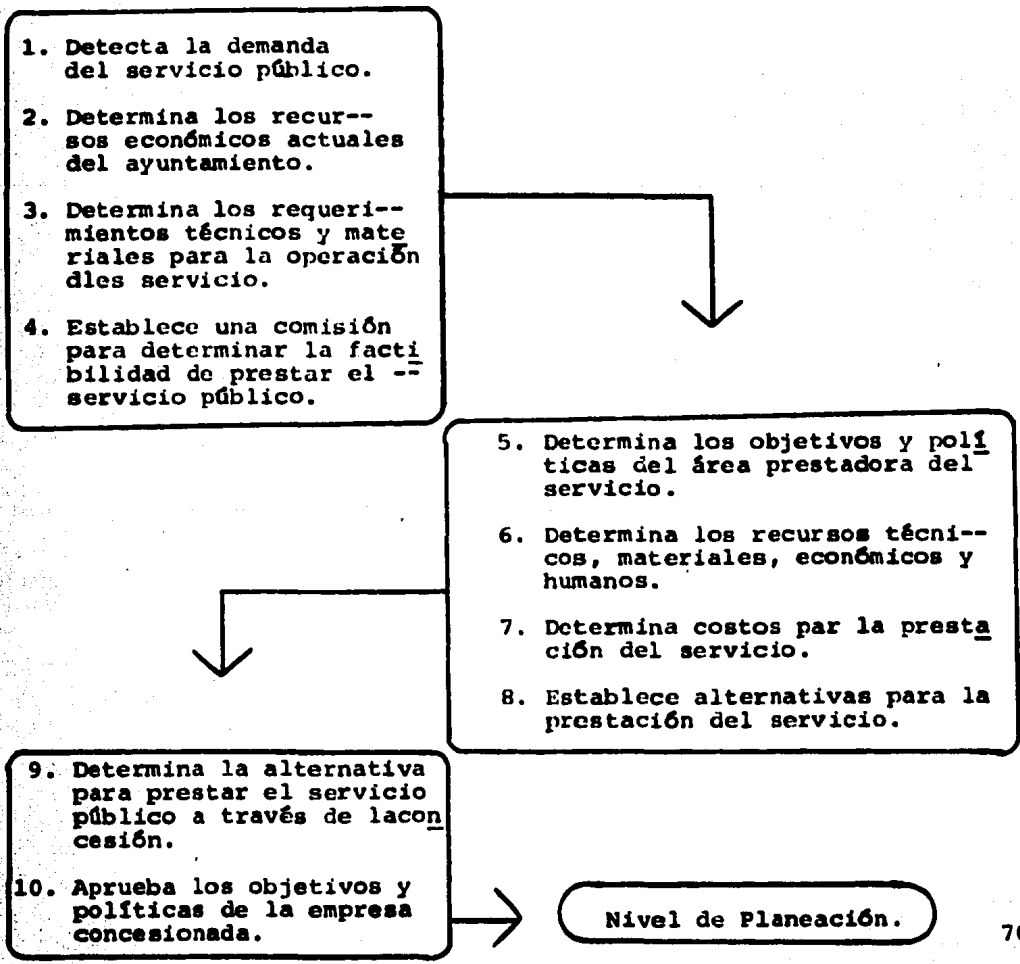 1. Detecta la demanda
del servicio público.
2. Determina los recur--
sos económicos actuales
del ayuntamiento.
3. Determina los requeri--
mientos técnicos y mate
riales para la operación
dles servicio.
4. Establece una comisión
para determinar la facti
bilidad de prestar el --
servicio público.
5. Determina los objetivos y polí
ticas del área prestadora del
servicio.
6. Determina los recursos técni--
cos, materiales, económicos y
humanos.
7. Determina costos par la presta
ción del servicio.
8. Establece alternativas para la
prestación del servicio.
9. Determina la alternativa
para prestar el servicio
público a través de lacon
cesión.
10. Aprueba los objetivos y
políticas de la empresa
concesionada.
Nivel de Planeación.